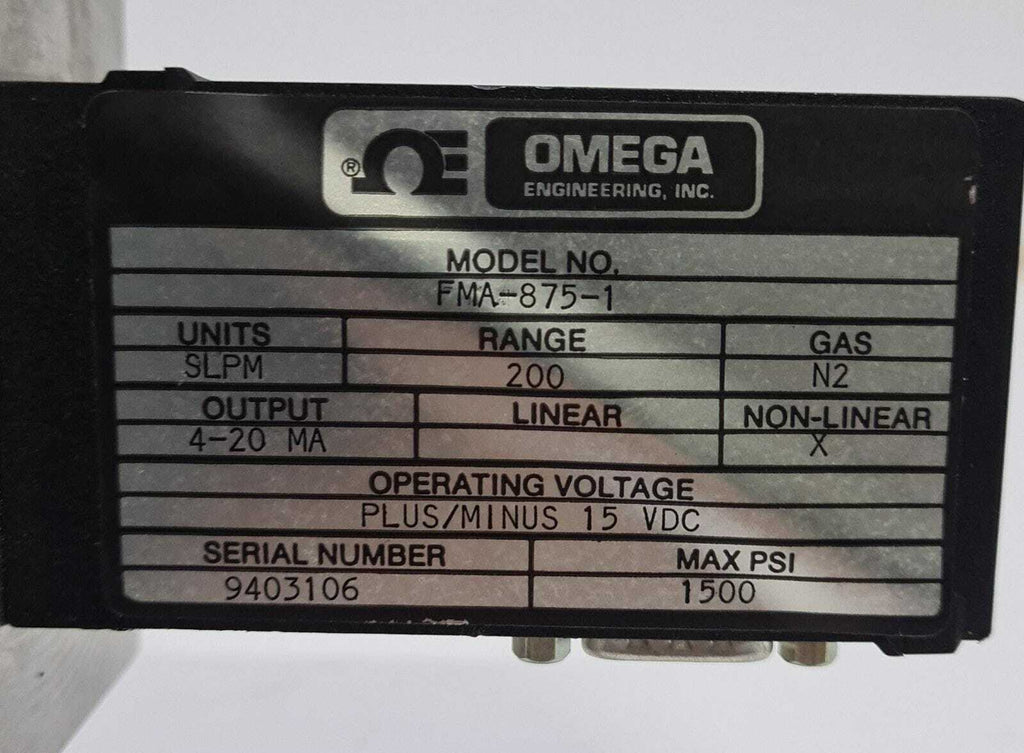 ® OMEGA
ENGINEERING, INC.
MODEL NO.
FMA-875-1
UNITS RANGE GAS
SLPM 200 N2
OUTPUT LINEAR NON-LINEAR
4-20 MA X
OPERATING VOLTAGE
PLUS/MINUS 15 VDC
SERIAL NUMBER MAX PSI
9403106 1500